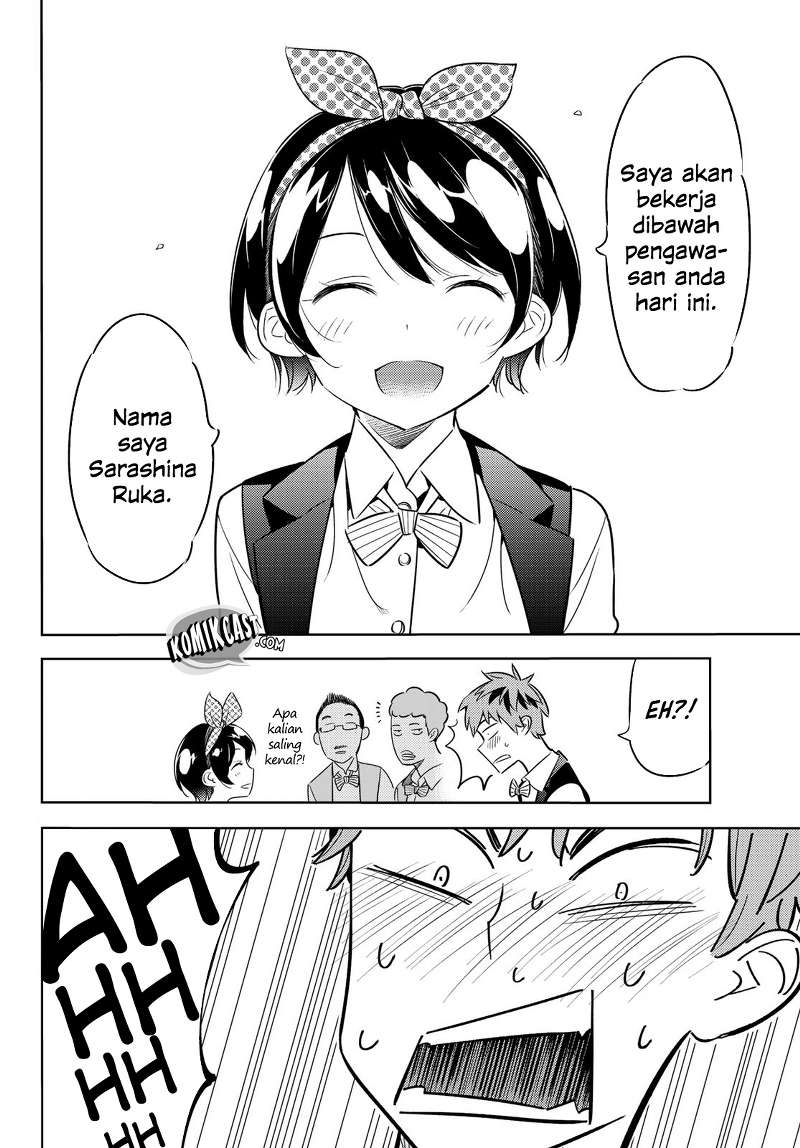 Saya akan
bekerja
dibawah
pengawa-
san anda
hari ini.
Nama
saya
Sarashina
Ruka.
KOMIKCAST
.COM
EH?!
Apa
kalian
saling
kenal?!
AH
HH
HH
HH